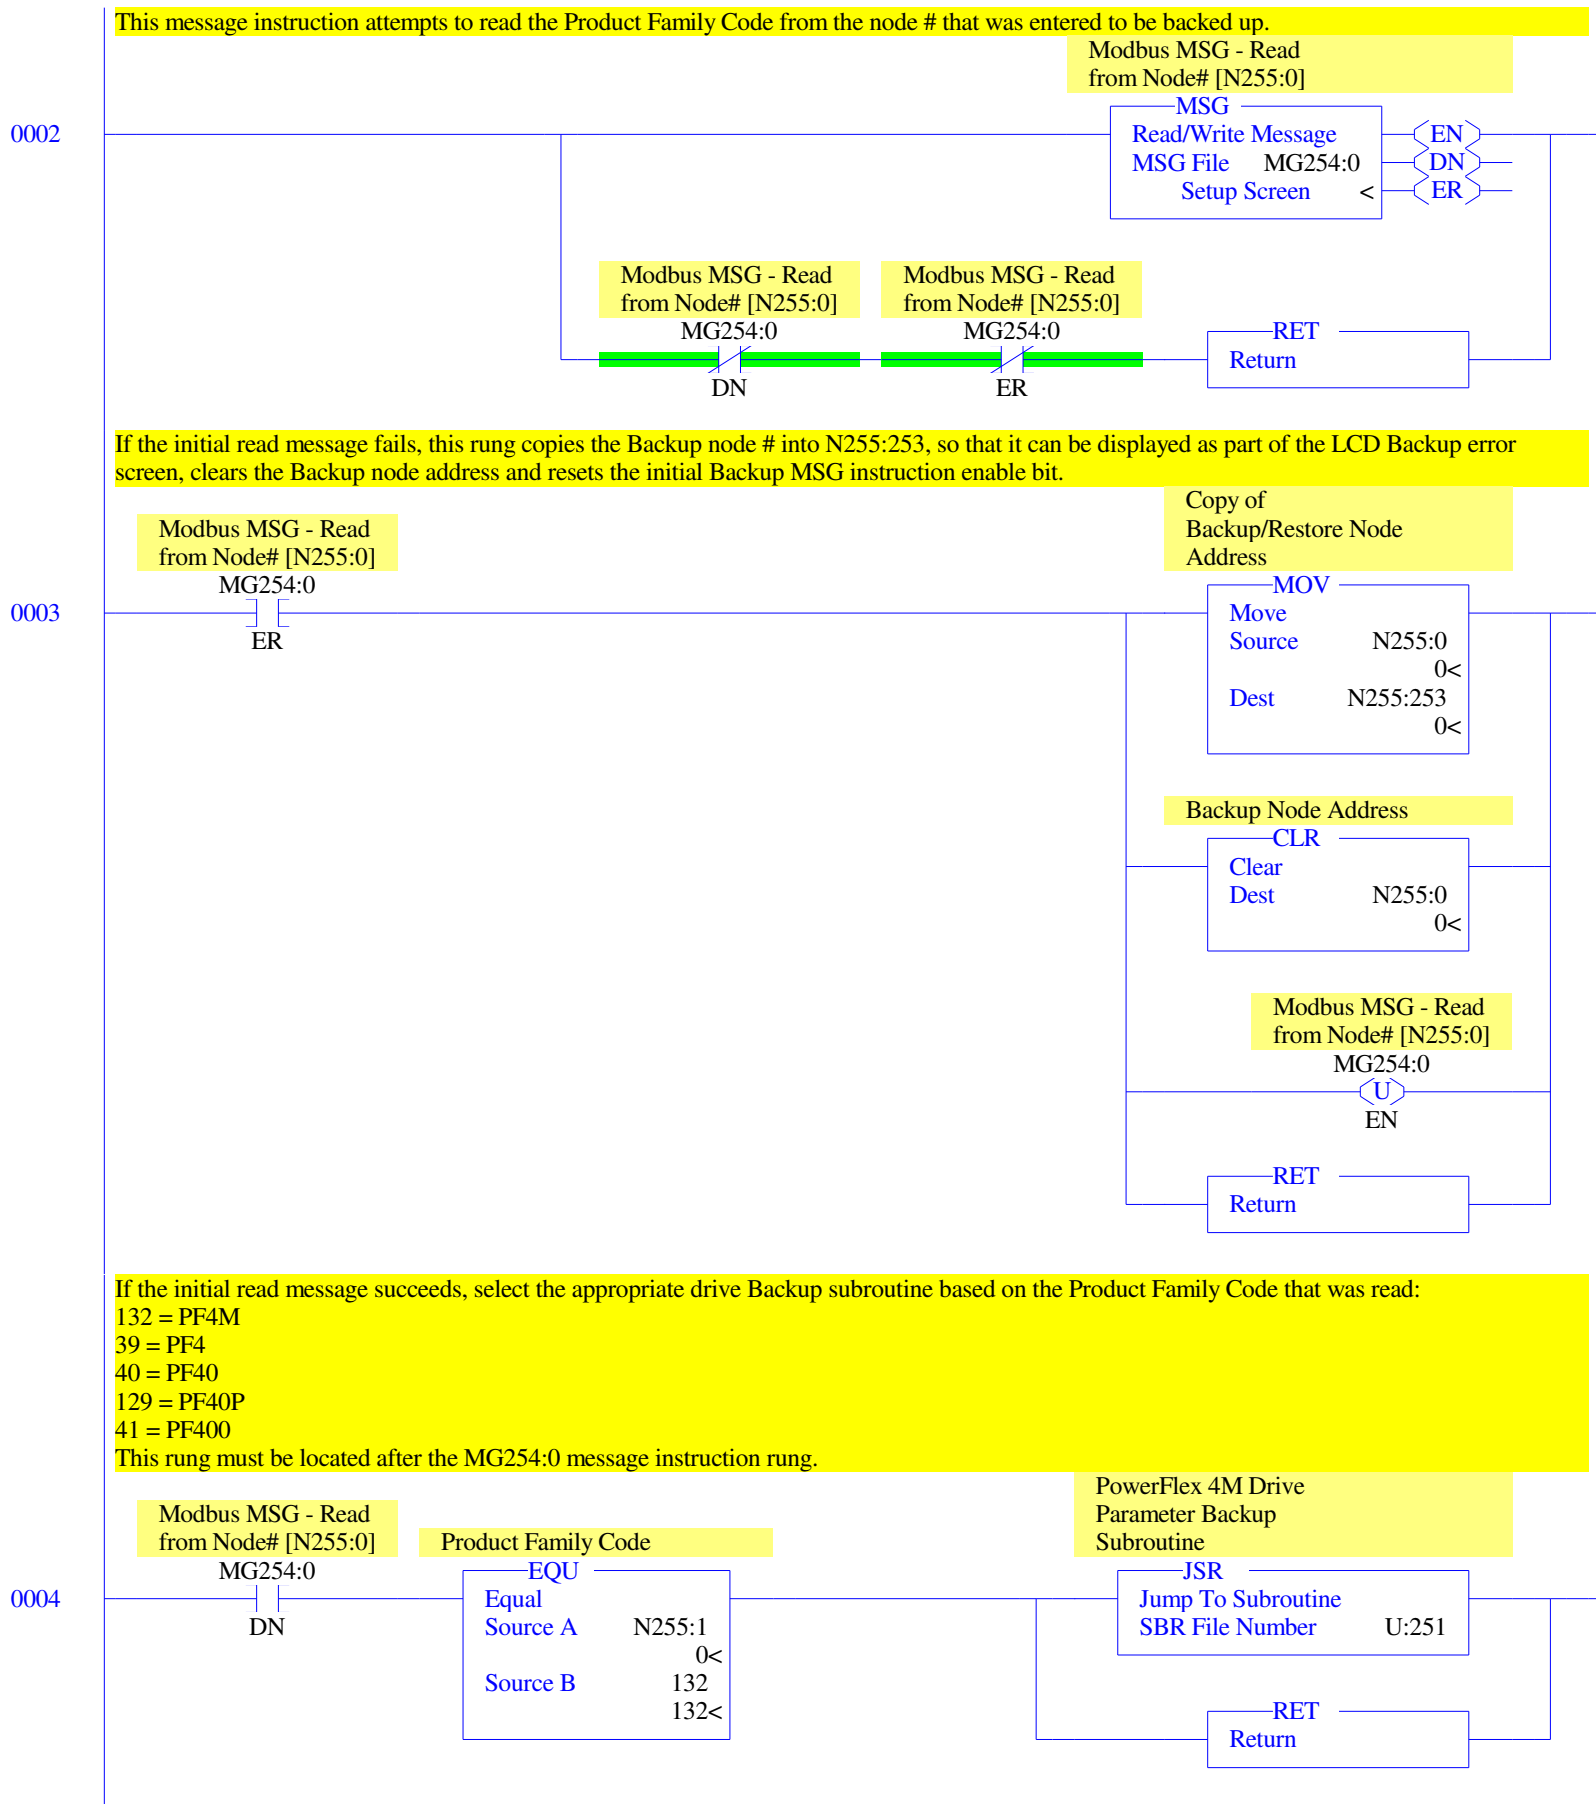 This message instruction attempts to read the Product Family Code from the node # that was entered to be backed up.
Modbus MSG - Read
from Node# [N255:0]
MSG
0002
Read/Write Message
EN
MSG File MG254:0
DN
Setup Screen <
ER
Modbus MSG - Read
from Node# [N255:0]
MG254:0
DN
Modbus MSG - Read
from Node# [N255:0]
MG254:0
ER
RET
Return
If the initial read message fails, this rung copies the Backup node # into N255:253, so that it can be displayed as part of the LCD Backup error
screen, clears the Backup node address and resets the initial Backup MSG instruction enable bit.
Modbus MSG - Read
from Node# [N255:0]
MG254:0
0003
ER
Copy of
Backup/Restore Node
Address
MOV
Move
Source N255:0
0<
Dest N255:253
0<
Backup Node Address
CLR
Clear
Dest N255:0
0<
Modbus MSG - Read
from Node# [N255:0]
MG254:0
U
EN
RET
Return
If the initial read message succeeds, select the appropriate drive Backup subroutine based on the Product Family Code that was read:
132 = PF4M
39 = PF4
40 = PF40
129 = PF40P
41 = PF400
This rung must be located after the MG254:0 message instruction rung.
Modbus MSG - Read
from Node# [N255:0]
MG254:0
0004
DN
Product Family Code
EQU
Equal
Source A N255:1
0<
Source B 132
132<
PowerFlex 4M Drive
Parameter Backup
Subroutine
JSR
Jump To Subroutine
SBR File Number U:251
RET
Return